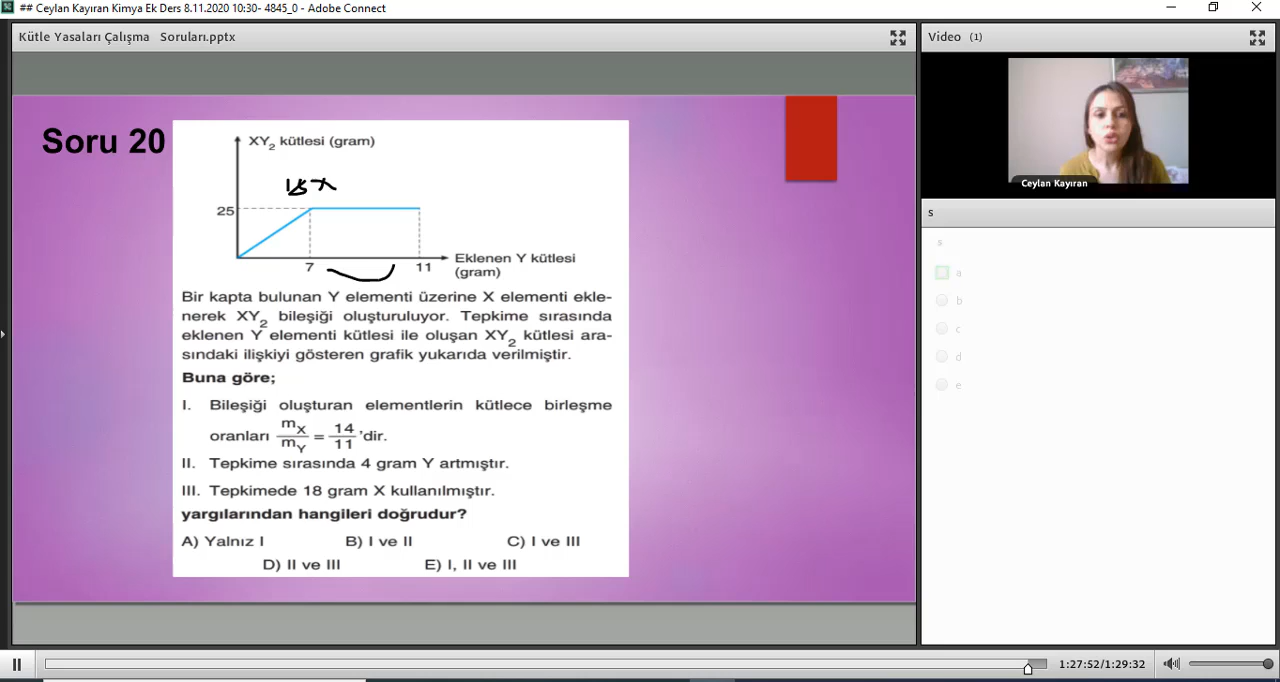 ## Ceylan Kayıran Kimya Ek Ders 8.11.2020 10:30- 4845_0 - Adobe Connect
Kütle Yasaları Çalışma Soruları.pptx
Soru 20
XY2 kütlesi (gram)
18 X
25
7
11
Eklenen Y kütlesi
(gram)
Bir kapta bulunan Y elementi üzerine X elementi ekle-
nerek XY2 bileşiği oluşturuluyor. Tepkime sırasında
eklenen Y elementi kütlesi ile oluşan XY2 kütlesi ara-
sındaki ilişkiyi gösteren grafik yukarıda verilmiştir.
Buna göre;
I. Bileşiği oluşturan elementlerin kütlece birleşme
oranları mX/mY = 14/11 'dir.
II. Tepkime sırasında 4 gram Y artmıştır.
III. Tepkimede 18 gram X kullanılmıştır.
yargılarından hangileri doğrudur?
A) Yalnız I B) I ve II C) I ve III
D) II ve III E) I, II ve III
Video (1)
Ceylan Kayıran
s
s
a
b
c
d
e
1:27:52/1:29:32